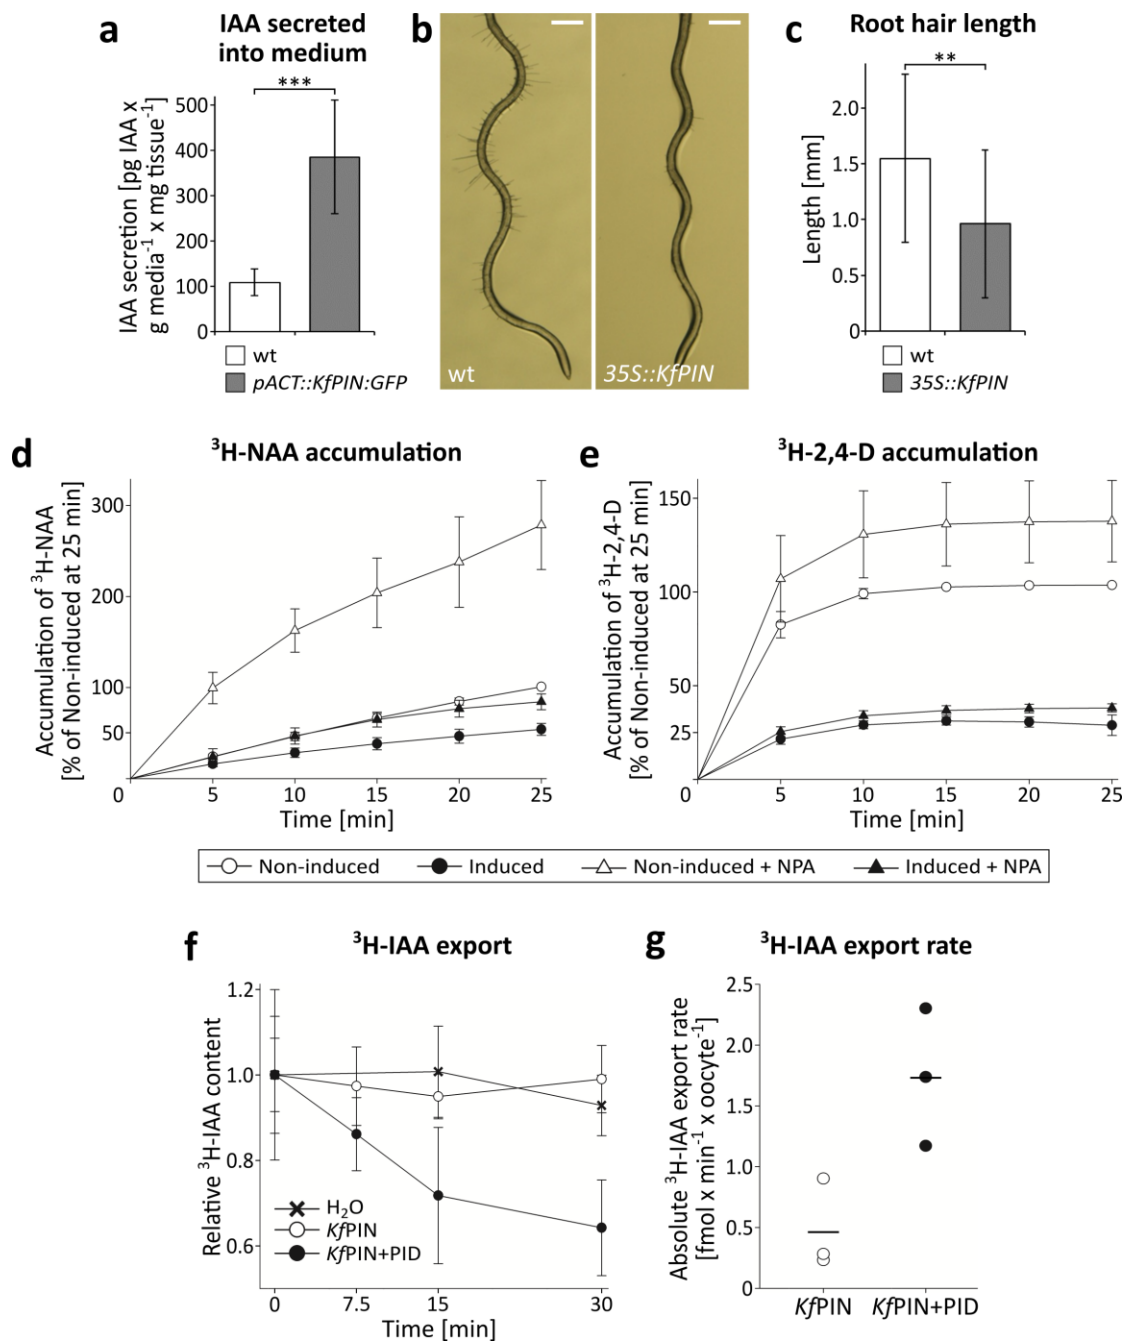 a
IAA secreted
into medium
IAA secretion [pg IAA x
g media⁻¹ x mg tissue⁻¹]
500
400
300
200
100
0
***
wt
pACT::KfPIN:GFP
b
wt
35S::KfPIN
c
Root hair length
Length [mm]
2.0
1.5
1.0
0.5
0
**
wt
35S::KfPIN
d
³H-NAA accumulation
Accumulation of ³H-NAA
[% of Non-induced at 25 min]
300
200
100
50
0 5 10 15 20 25
Time [min]
e
³H-2,4-D accumulation
Accumulation of ³H-2,4-D
[% of Non-induced at 25 min]
150
100
50
25
0 5 10 15 20 25
Time [min]
Non-induced Induced Non-induced + NPA Induced + NPA
f
³H-IAA export
Relative ³H-IAA content
1.2
1.0
0.8
0.6
H₂O
KfPIN
KfPIN+PID
0 7.5 15 30
Time [min]
g
³H-IAA export rate
Absolute ³H-IAA export rate
[fmol x min⁻¹ x oocyte⁻¹]
2.5
2.0
1.5
1.0
0.5
0
KfPIN KfPIN+PID